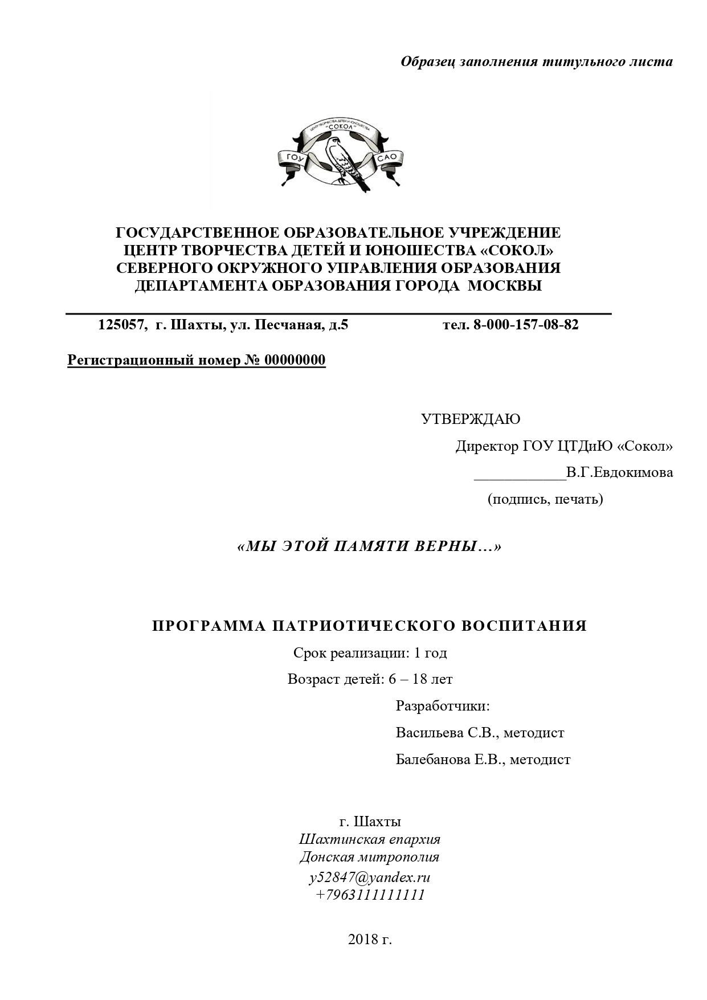 Образец заполнения титульного листа
ЦЕНТР ТВОРЧЕСТВА ДЕТЕЙ И ЮНОШЕСТВА
"СОКОЛ"
ГОУ
САО
ГОСУДАРСТВЕННОЕ ОБРАЗОВАТЕЛЬНОЕ УЧРЕЖДЕНИЕ
ЦЕНТР ТВОРЧЕСТВА ДЕТЕЙ И ЮНОШЕСТВА «СОКОЛ»
СЕВЕРНОГО ОКРУЖНОГО УПРАВЛЕНИЯ ОБРАЗОВАНИЯ
ДЕПАРТАМЕНТА ОБРАЗОВАНИЯ ГОРОДА  МОСКВЫ
125057,  г. Шахты, ул. Песчаная, д.5 тел. 8-000-157-08-82
Регистрационный номер № 00000000
УТВЕРЖДАЮ
Директор ГОУ ЦТДиЮ «Сокол»
____________В.Г.Евдокимова
(подпись, печать)
«МЫ ЭТОЙ ПАМЯТИ ВЕРНЫ…»
ПРОГРАММА ПАТРИОТИЧЕСКОГО ВОСПИТАНИЯ
Срок реализации: 1 год
Возраст детей: 6 – 18 лет
Разработчики:
Васильева С.В., методист
Балебанова Е.В., методист
г. Шахты
Шахтинская епархия
Донская митрополия
y52847@yandex.ru
+7963111111111
2018 г.